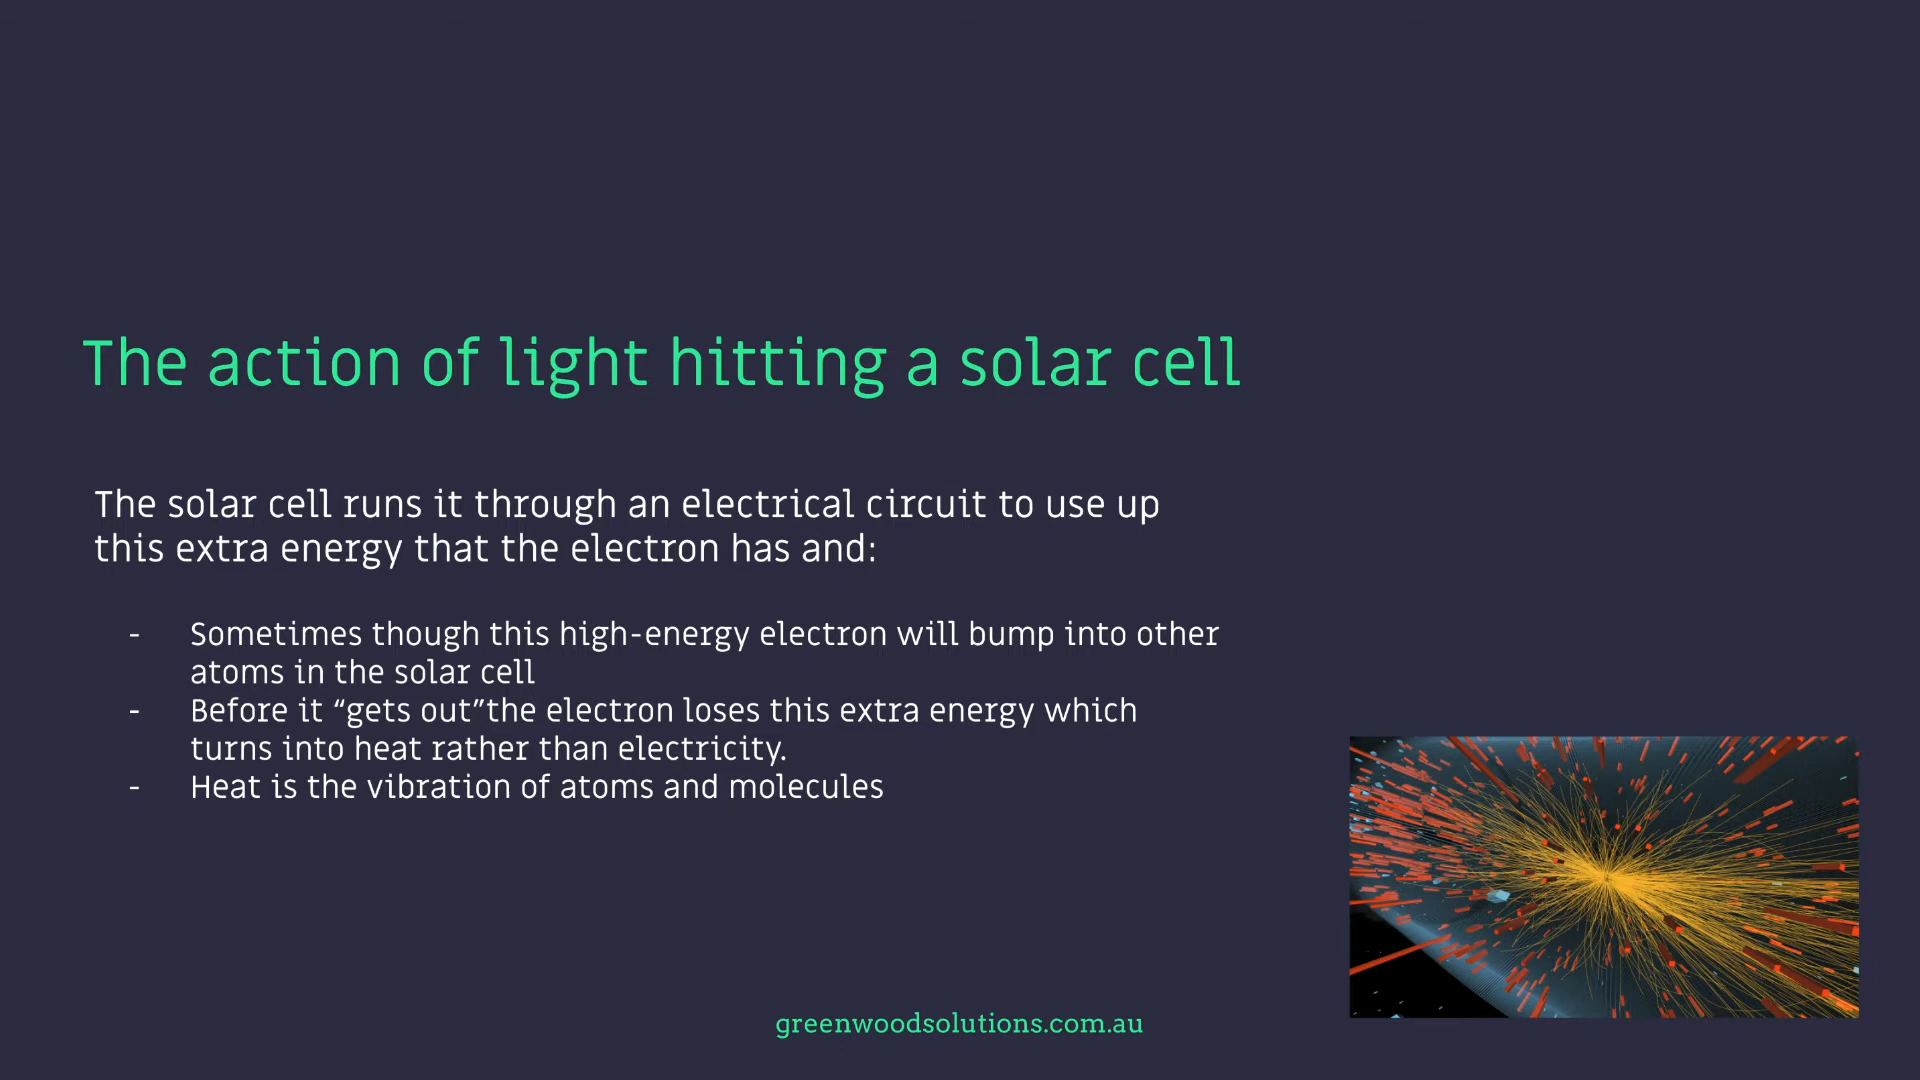 The action of light hitting a solar cell
The solar cell runs it through an electrical circuit to use up
this extra energy that the electron has and:
- Sometimes though this high-energy electron will bump into other
atoms in the solar cell
- Before it “gets out”the electron loses this extra energy which
turns into heat rather than electricity.
- Heat is the vibration of atoms and molecules
greenwoodsolutions.com.au